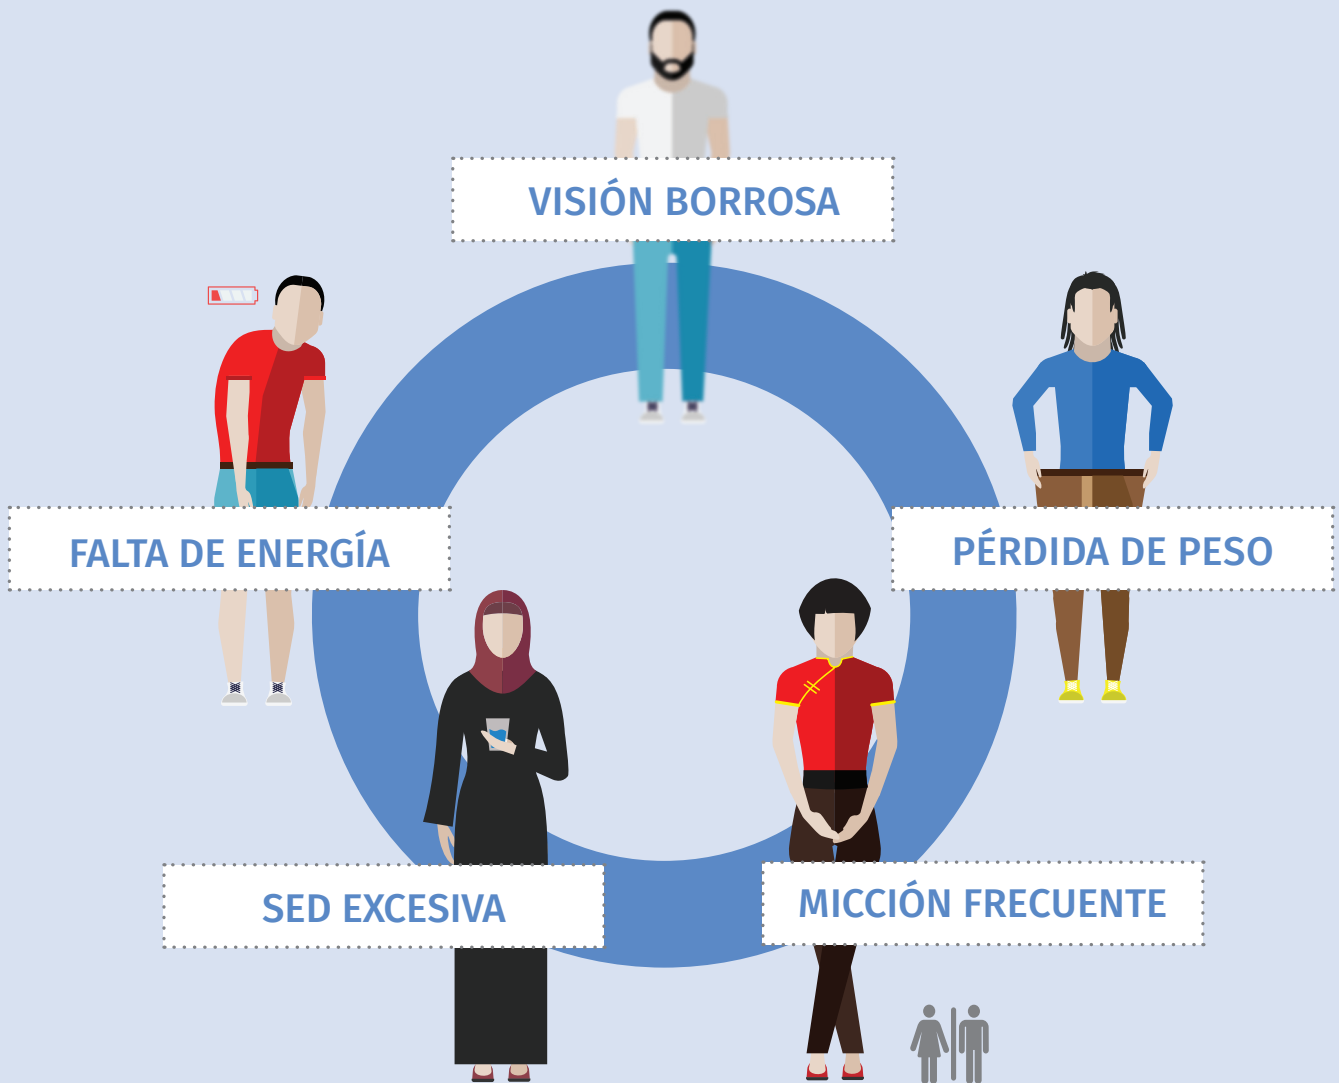 VISIÓN BORROSA
FALTA DE ENERGÍA
PÉRDIDA DE PESO
SED EXCESIVA
MICCIÓN FRECUENTE